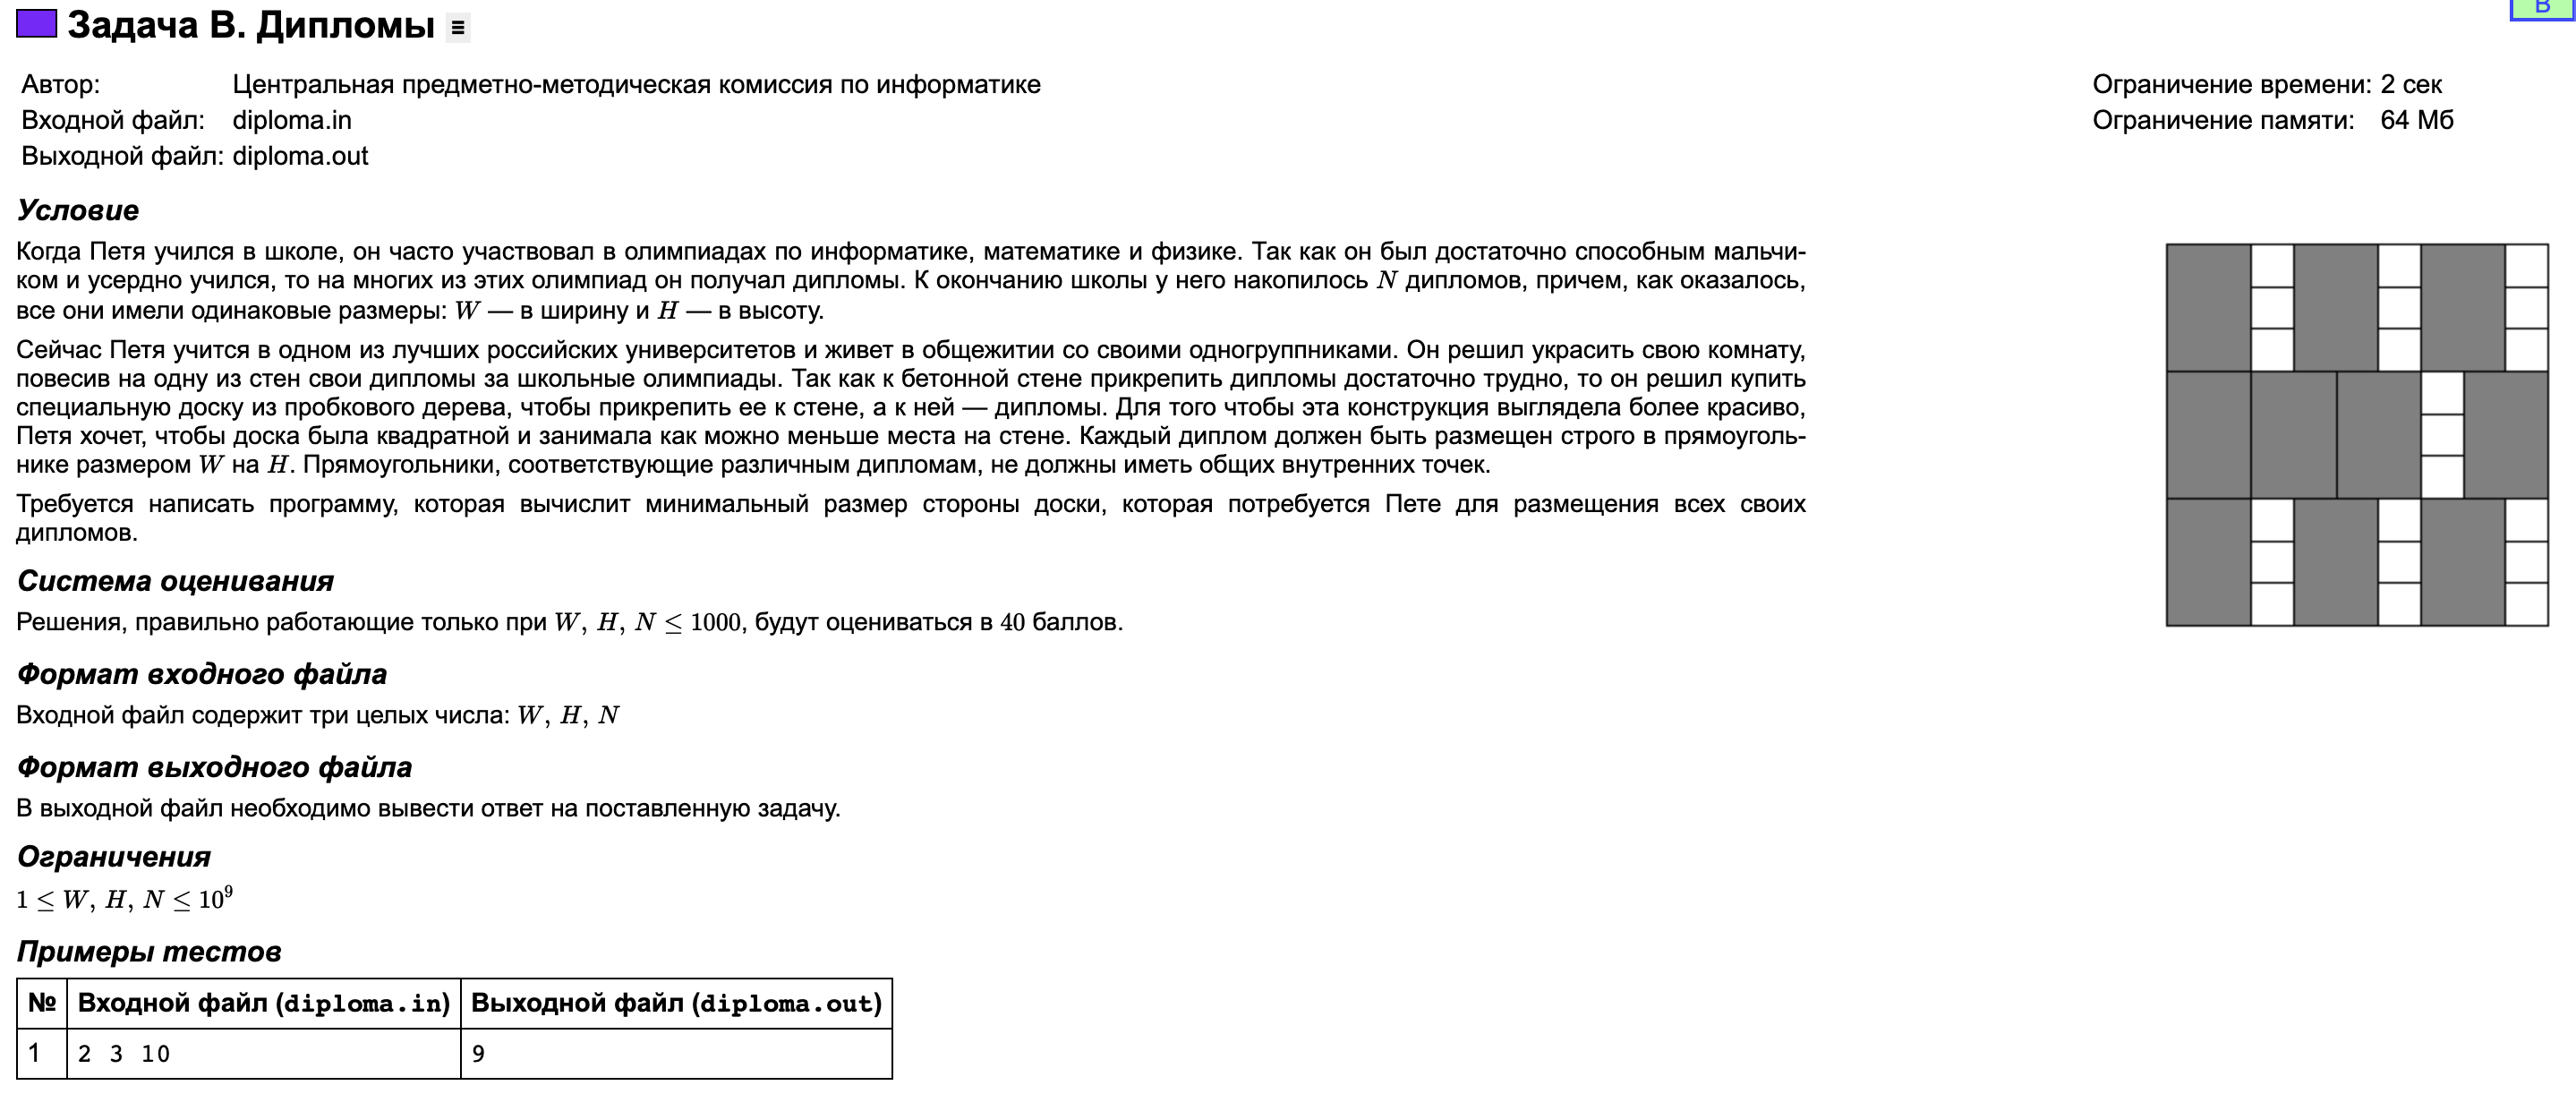 B
Задача B. Дипломы ≡
Автор: Центральная предметно-методическая комиссия по информатике
Входной файл: diploma.in
Выходной файл: diploma.out
Ограничение времени: 2 сек
Ограничение памяти: 64 Мб
Условие
Когда Петя учился в школе, он часто участвовал в олимпиадах по информатике, математике и физике. Так как он был достаточно способным мальчи-
ком и усердно учился, то на многих из этих олимпиад он получал дипломы. К окончанию школы у него накопилось N дипломов, причем, как оказалось,
все они имели одинаковые размеры: W — в ширину и H — в высоту.
Сейчас Петя учится в одном из лучших российских университетов и живет в общежитии со своими одногруппниками. Он решил украсить свою комнату,
повесив на одну из стен свои дипломы за школьные олимпиады. Так как к бетонной стене прикрепить дипломы достаточно трудно, то он решил купить
специальную доску из пробкового дерева, чтобы прикрепить ее к стене, а к ней — дипломы. Для того чтобы эта конструкция выглядела более красиво,
Петя хочет, чтобы доска была квадратной и занимала как можно меньше места на стене. Каждый диплом должен быть размещен строго в прямоуголь-
нике размером W на H. Прямоугольники, соответствующие различным дипломам, не должны иметь общих внутренних точек.
Требуется написать программу, которая вычислит минимальный размер стороны доски, которая потребуется Пете для размещения всех своих
дипломов.
Система оценивания
Решения, правильно работающие только при W, H, N ≤ 1000, будут оцениваться в 40 баллов.
Формат входного файла
Входной файл содержит три целых числа: W, H, N
Формат выходного файла
В выходной файл необходимо вывести ответ на поставленную задачу.
Ограничения
1 ≤ W, H, N ≤ 10⁹
Примеры тестов
№ Входной файл (diploma.in) Выходной файл (diploma.out)
1 2 3 10 9